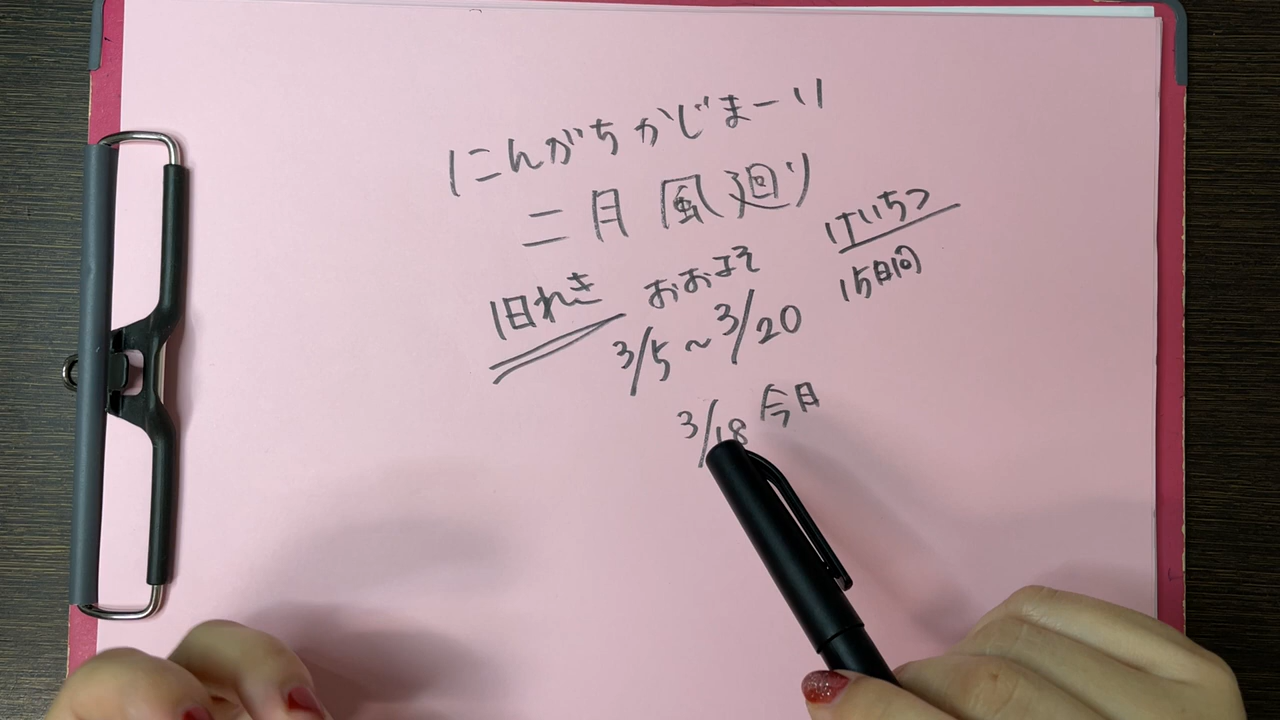 にんがちかじまーい
二月風廻り
けいちつ
15日間
旧れき おおよそ
3/5〜3/20
3/18 今日